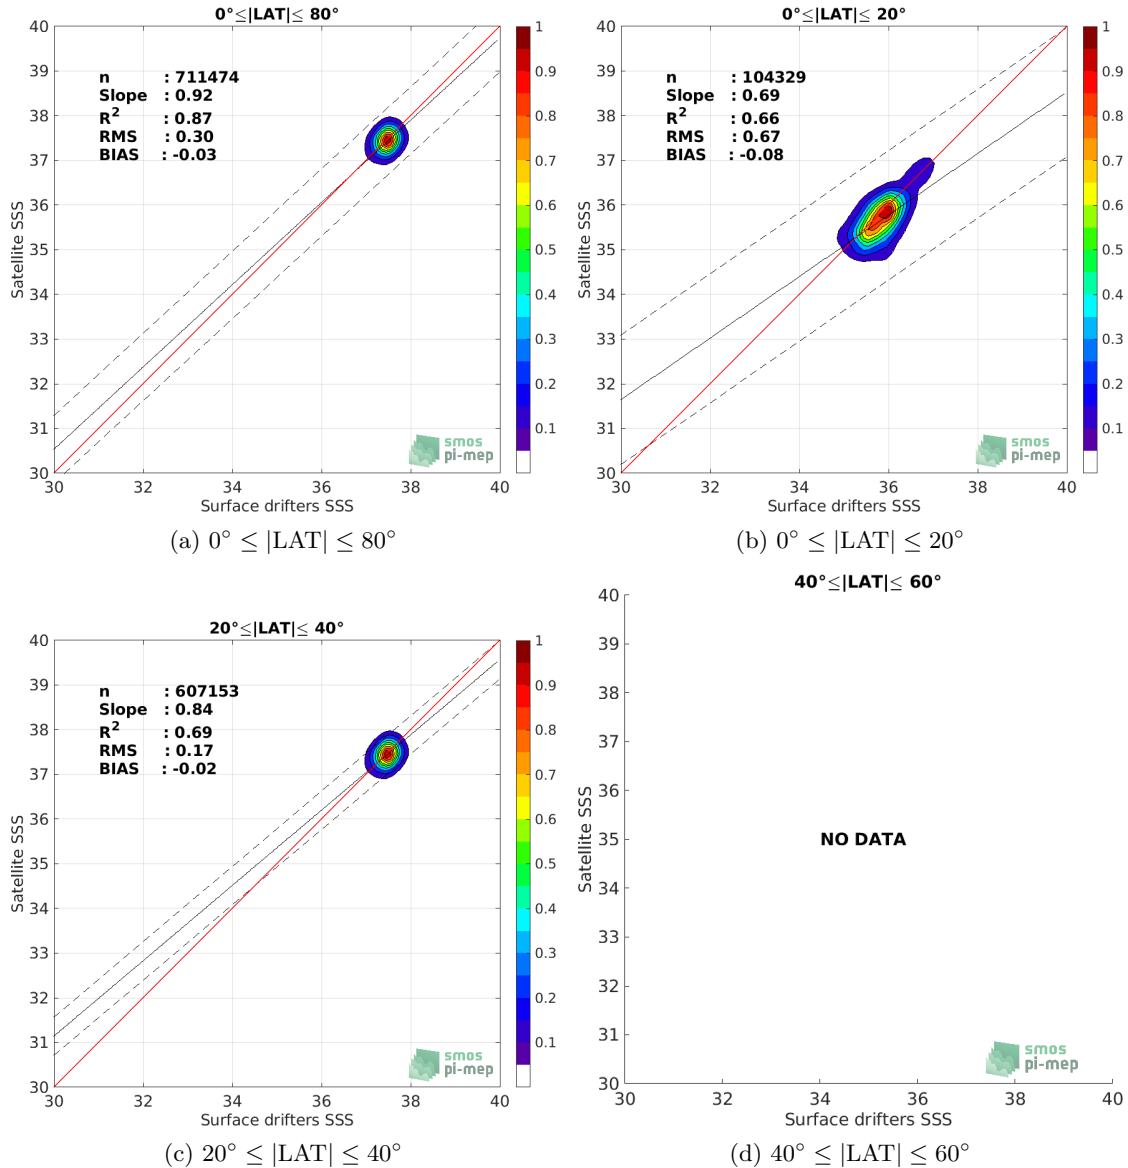 0°≤|LAT|≤ 80°
40
39
38
37
36
35
34
33
32
31
30
30 32 34 36 38 40
Satellite SSS
Surface drifters SSS
n : 711474
Slope : 0.92
R2 : 0.87
RMS : 0.30
BIAS : -0.03
1
0.9
0.8
0.7
0.6
0.5
0.4
0.3
0.2
0.1
smos
pi-mep
(a) 0° ≤ |LAT| ≤ 80°
0°≤|LAT|≤ 20°
40
39
38
37
36
35
34
33
32
31
30
30 32 34 36 38 40
Satellite SSS
Surface drifters SSS
n : 104329
Slope : 0.69
R2 : 0.66
RMS : 0.67
BIAS : -0.08
1
0.9
0.8
0.7
0.6
0.5
0.4
0.3
0.2
0.1
smos
pi-mep
(b) 0° ≤ |LAT| ≤ 20°
20°≤|LAT|≤ 40°
40
39
38
37
36
35
34
33
32
31
30
30 32 34 36 38 40
Satellite SSS
Surface drifters SSS
n : 607153
Slope : 0.84
R2 : 0.69
RMS : 0.17
BIAS : -0.02
1
0.9
0.8
0.7
0.6
0.5
0.4
0.3
0.2
0.1
smos
pi-mep
(c) 20° ≤ |LAT| ≤ 40°
40°≤|LAT|≤ 60°
40
39
38
37
36
35
34
33
32
31
30
30 32 34 36 38 40
Satellite SSS
Surface drifters SSS
NO DATA
smos
pi-mep
(d) 40° ≤ |LAT| ≤ 60°